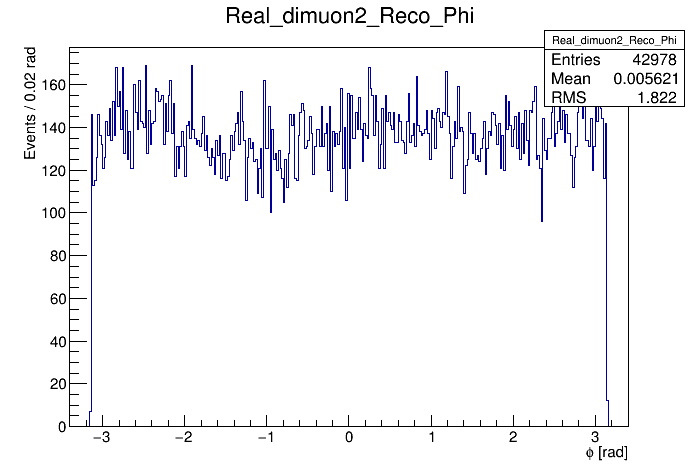 Real_dimuon2_Reco_Phi
Real_dimuon2_Reco_Phi
Entries 42978
Mean 0.005621
RMS 1.822
Events / 0.02 rad
160
140
120
100
80
60
40
20
0
−3 −2 −1 0 1 2 3
ϕ [rad]